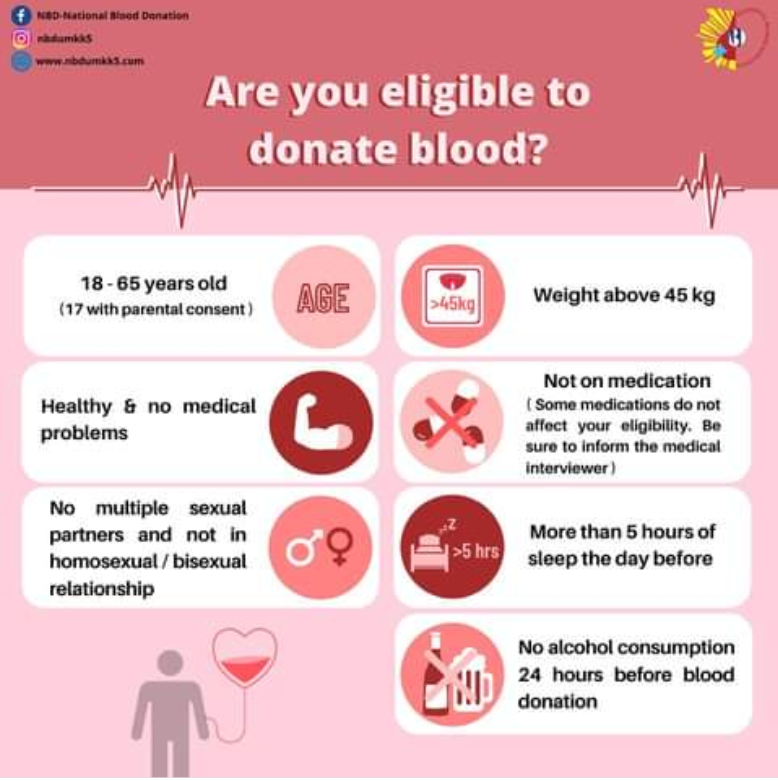 NBD-National Blood Donation
nbdumkk5
www.nbdumkk5.com
Are you eligible to
donate blood?
18 - 65 years old
(17 with parental consent)
AGE
>45kg
Weight above 45 kg
Healthy & no medical
problems
Not on medication
( Some medications do not
affect your eligibility. Be
sure to inform the medical
interviewer )
No multiple sexual
partners and not in
homosexual / bisexual
relationship
zzZ
>5 hrs
More than 5 hours of
sleep the day before
No alcohol consumption
24 hours before blood
donation